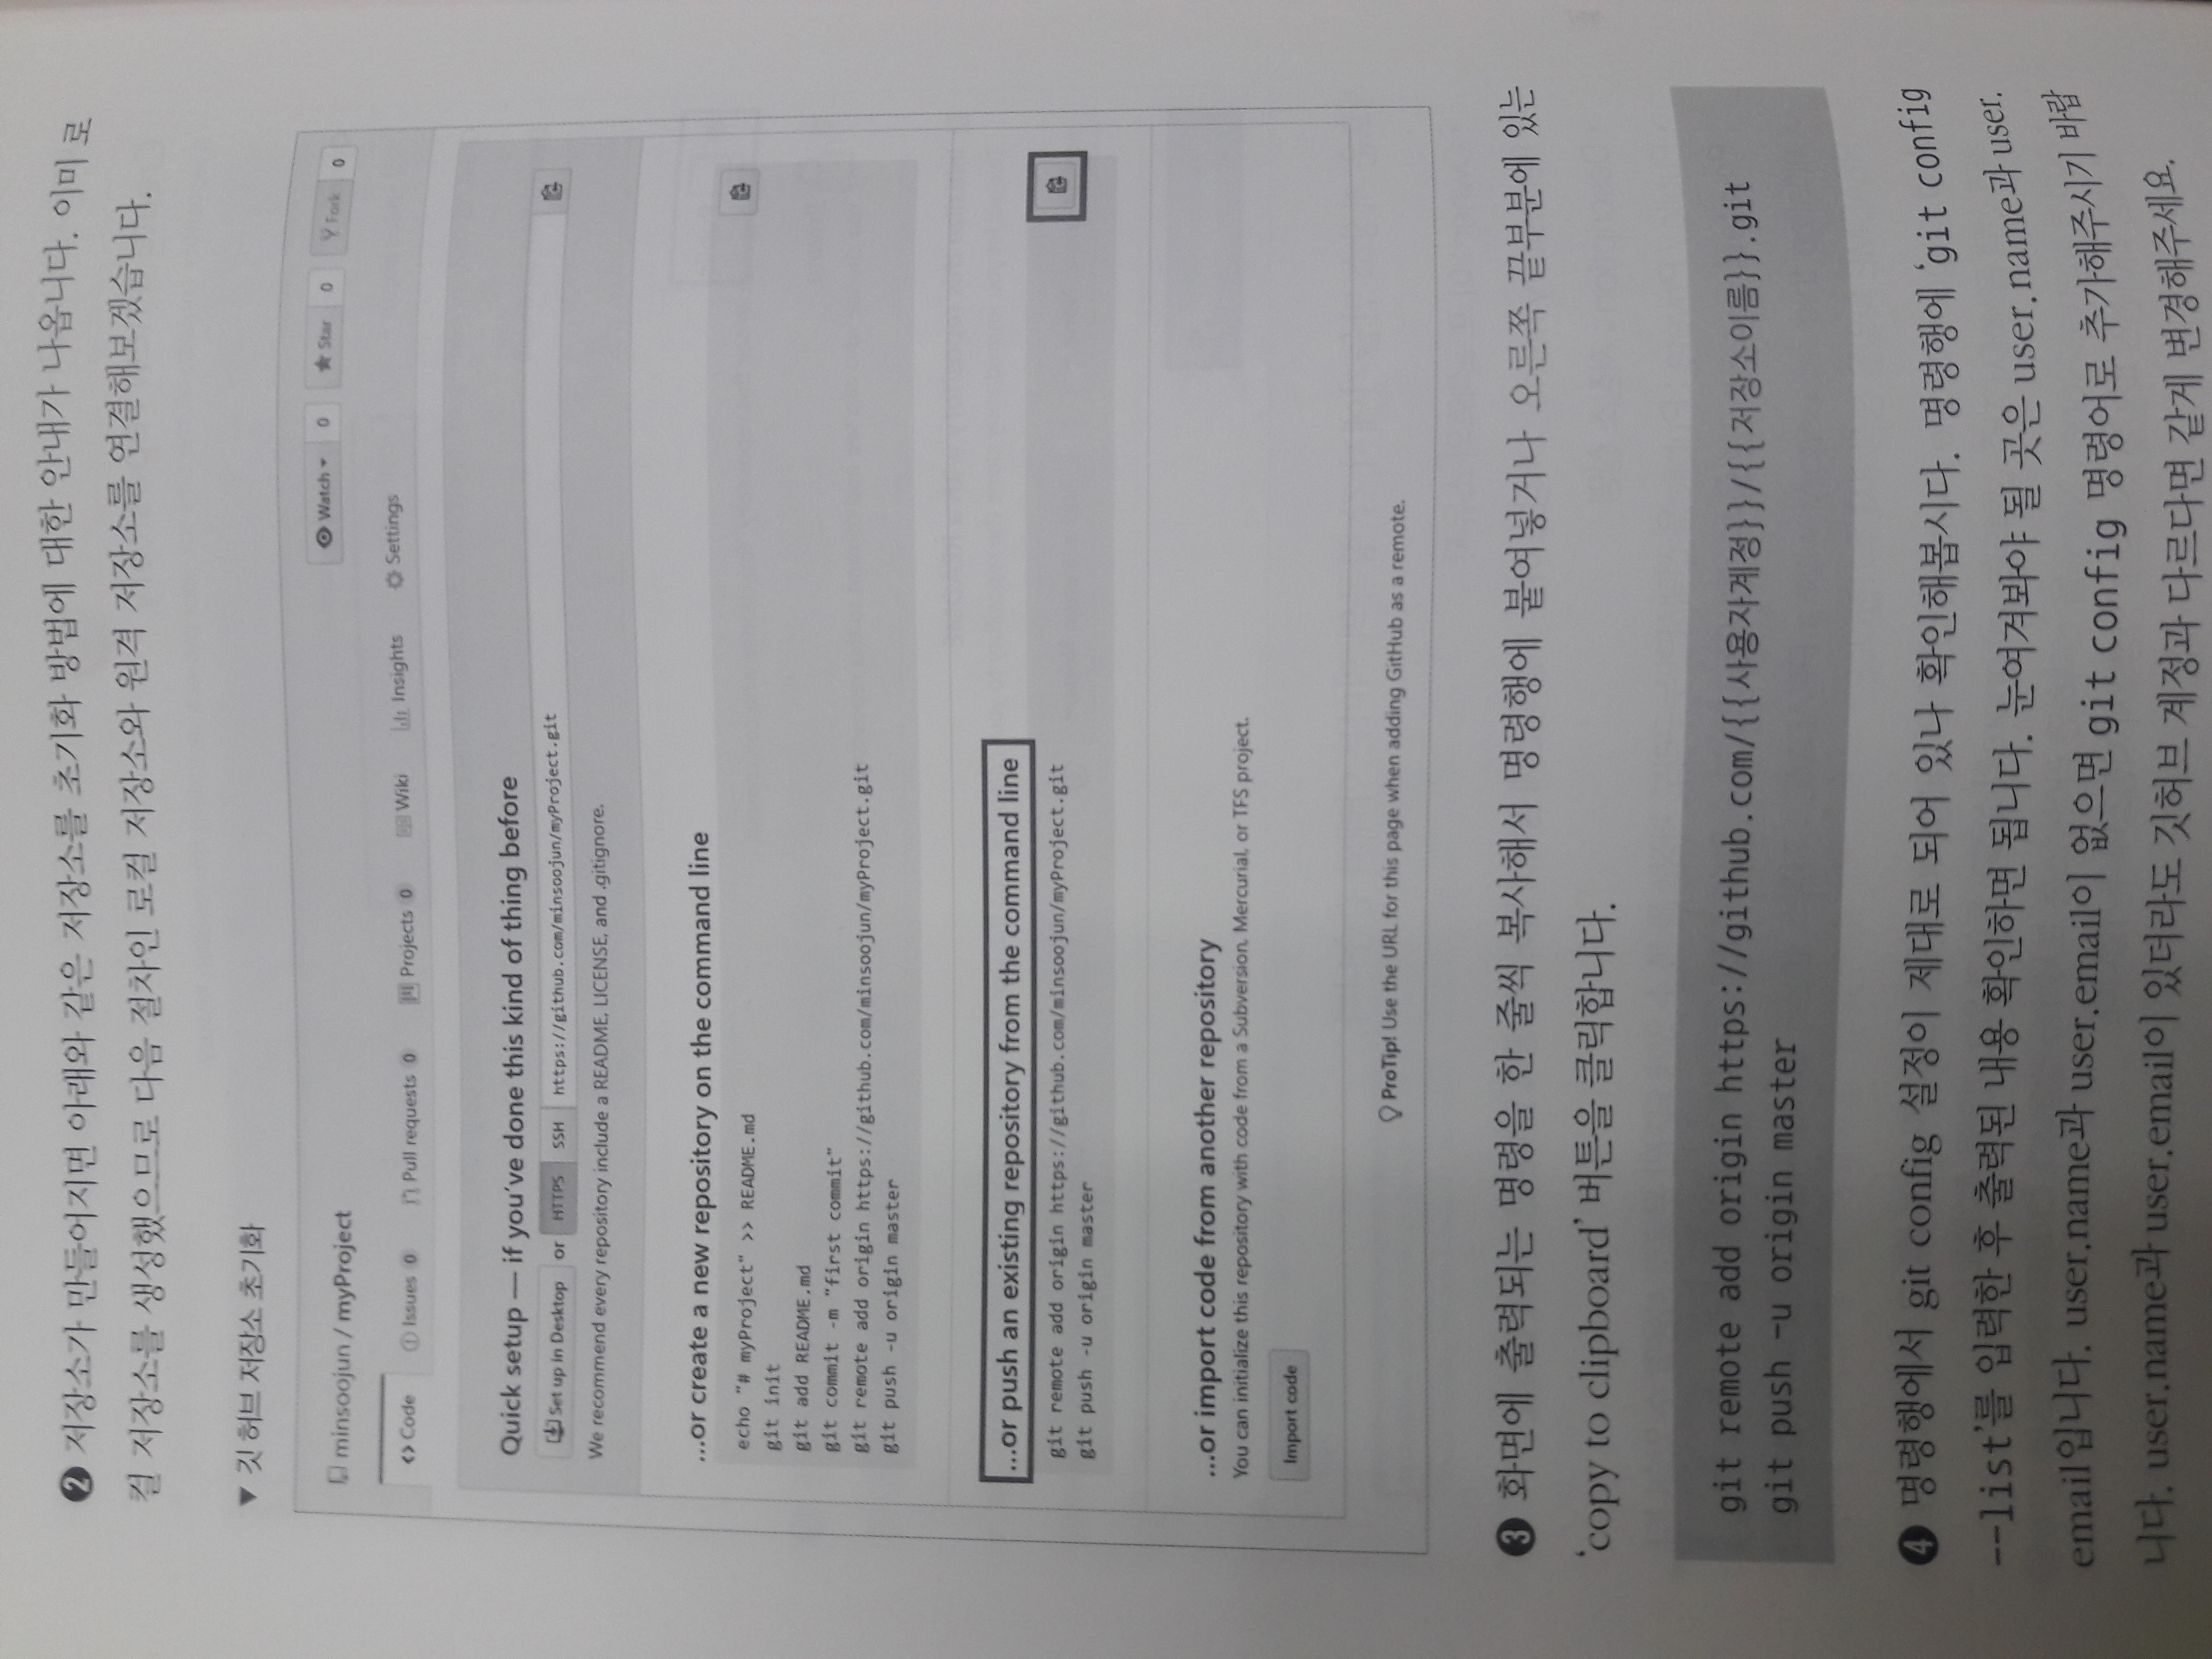 ❷ 저장소가 만들어지면 아래와 같은 저장소를 초기화 방법에 대한 안내가 나옵니다. 이미 로
컬 저장소를 생성했으므로 다음 절차인 로컬 저장소와 원격 저장소를 연결해보겠습니다.
▼ 깃 허브 저장소 초기화
minsoojun / myProject
Watch 0 Star 0 Fork 0
<> Code Issues 0 Pull requests 0 Projects 0 Wiki Insights Settings
Quick setup — if you've done this kind of thing before
Set up in Desktop or HTTPS SSH https://github.com/minsoojun/myProject.git
We recommend every repository include a README, LICENSE, and .gitignore.
...or create a new repository on the command line
echo "# myProject" >> README.md
git init
git add README.md
git commit -m "first commit"
git remote add origin https://github.com/minsoojun/myProject.git
git push -u origin master
...or push an existing repository from the command line
git remote add origin https://github.com/minsoojun/myProject.git
git push -u origin master
...or import code from another repository
You can initialize this repository with code from a Subversion, Mercurial, or TFS project.
Import code
ProTip! Use the URL for this page when adding GitHub as a remote.
❸ 화면에 출력되는 명령을 한 줄씩 복사해서 명령행에 붙여넣거나 오른쪽 끝부분에 있는
‘copy to clipboard’ 버튼을 클릭합니다.
git remote add origin https://github.com/{{사용자계정}}/{{저장소이름}}.git
git push -u origin master
❹ 명령행에서 git config 설정이 제대로 되어 있나 확인해봅시다. 명령행에 ‘git config
--list’를 입력한 후 출력된 내용 확인하면 됩니다. 눈여겨봐야 될 곳은 user.name과 user.
email입니다. user.name과 user.email이 없으면 git config 명령어로 추가해주시기 바랍
니다. user.name과 user.email이 있더라도 깃허브 계정과 다르다면 같게 변경해주세요.